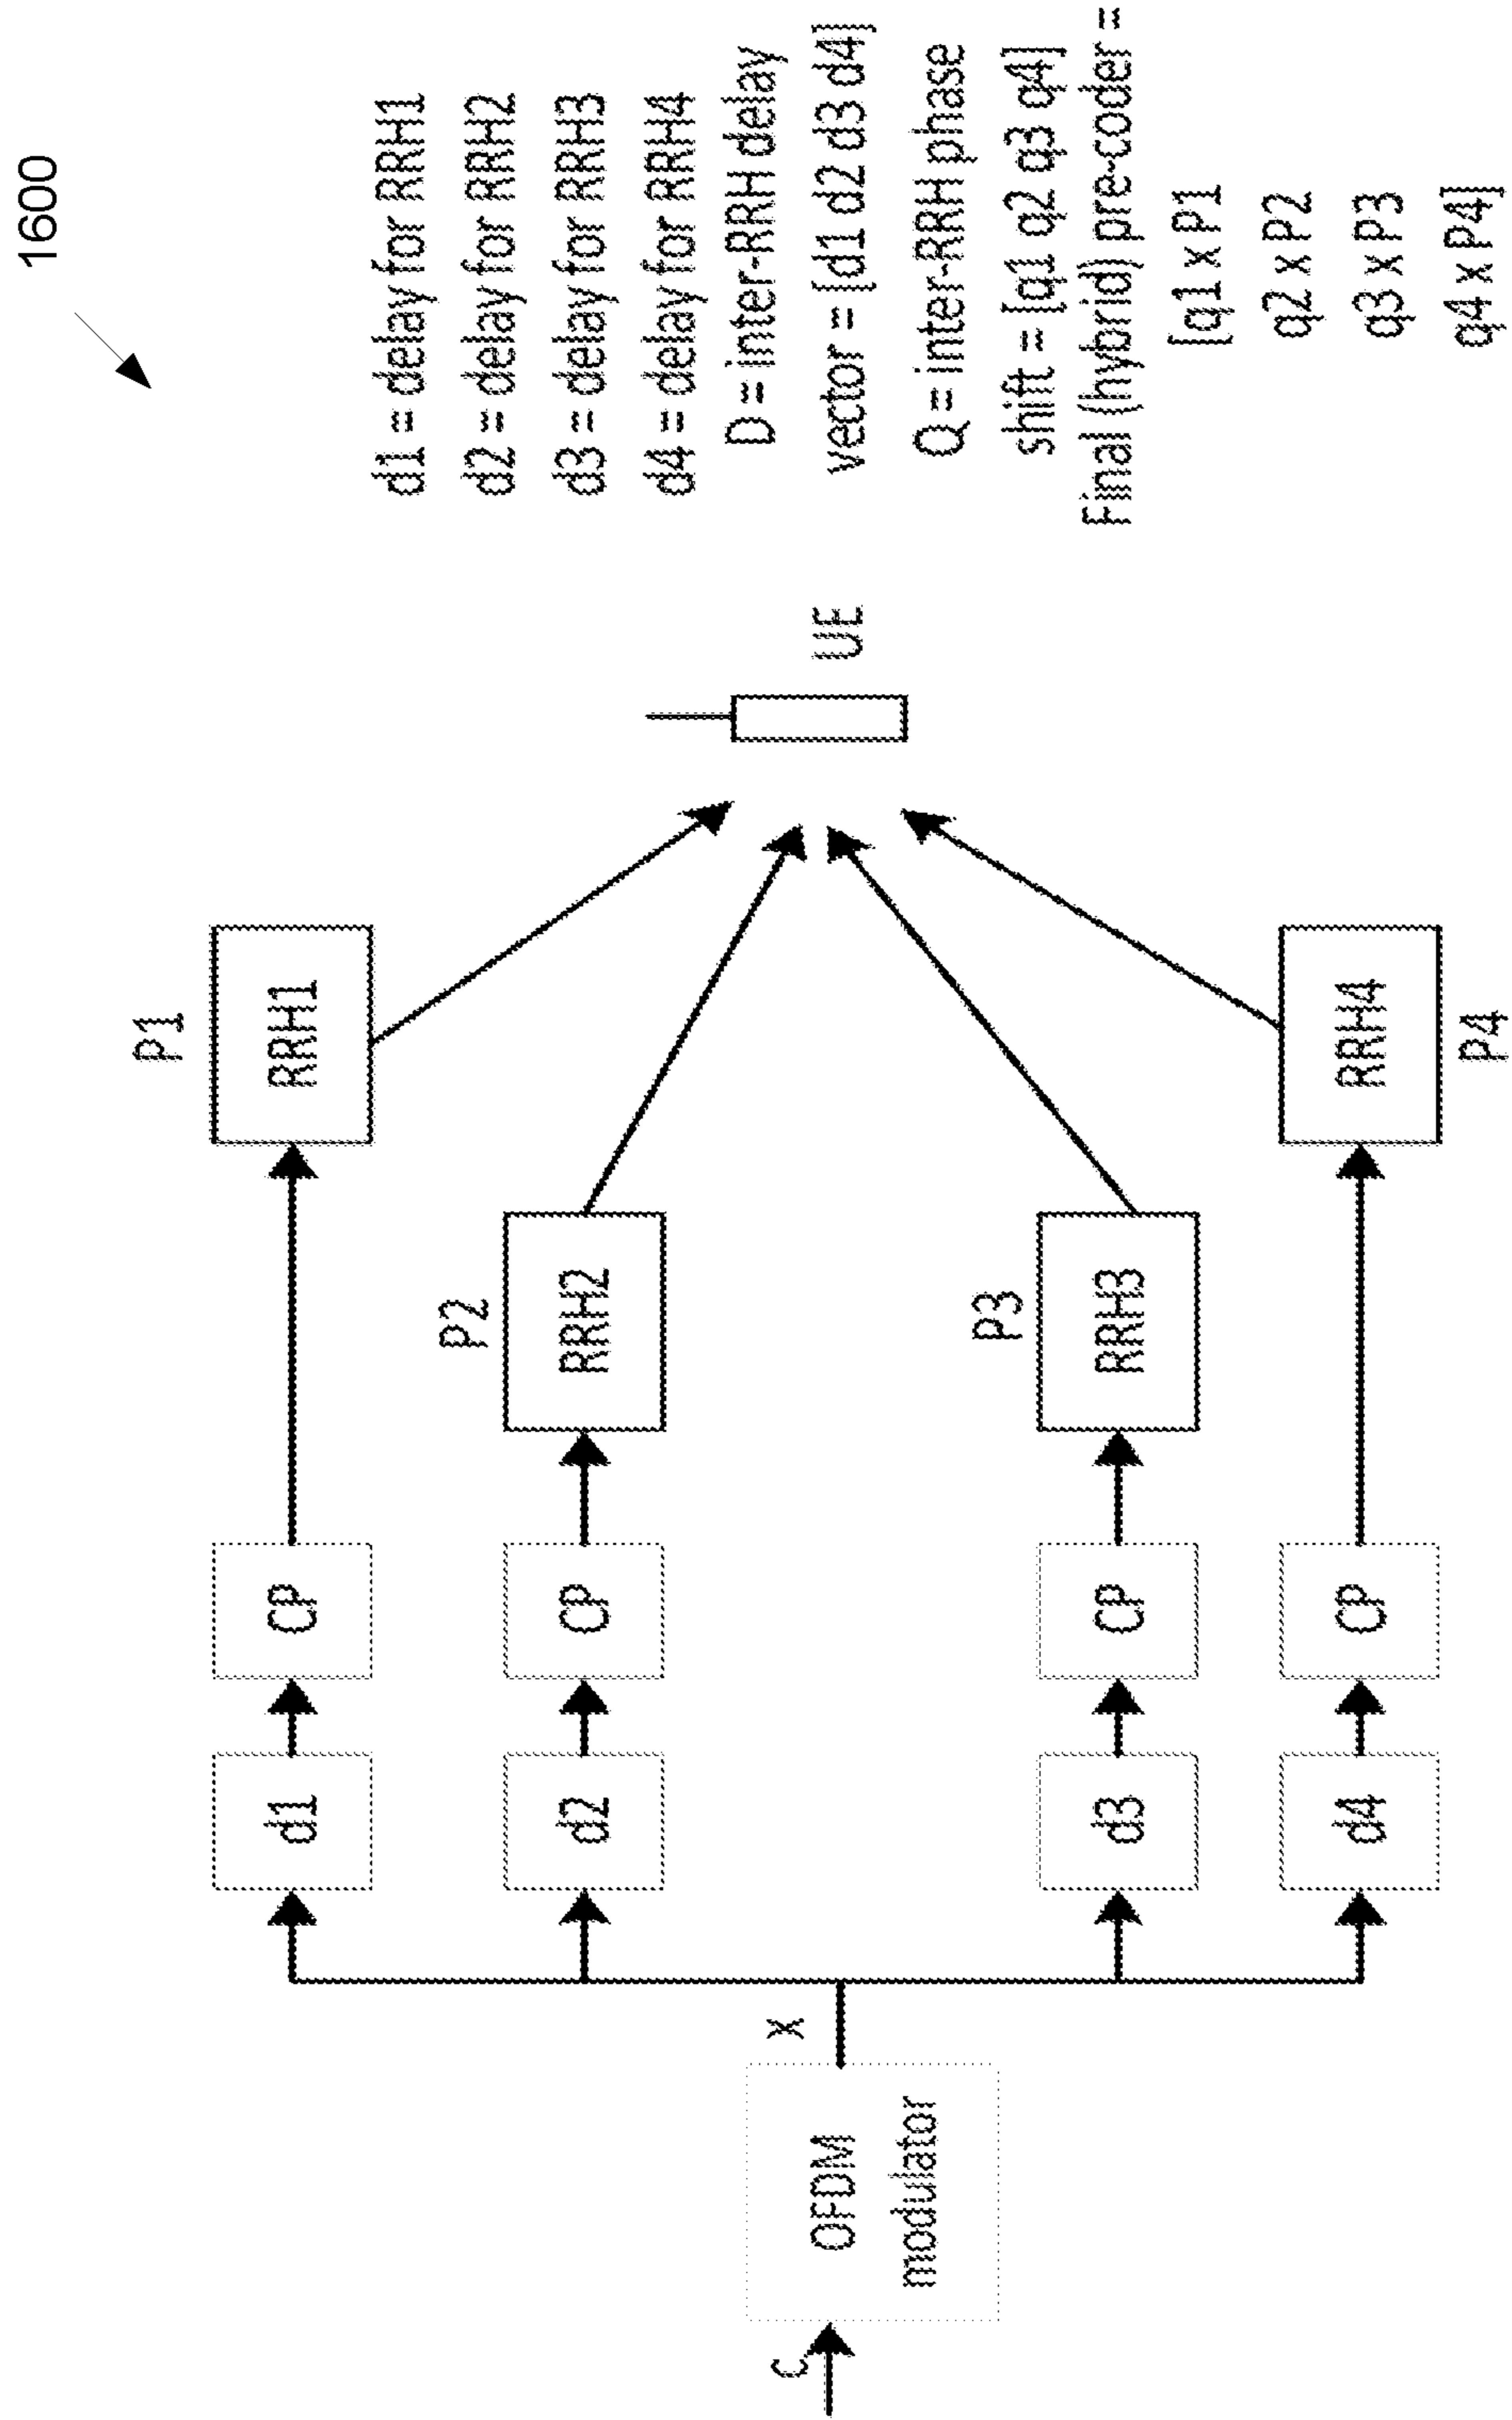 1600
C
OFDM
modulator
X
d1
CP
P1
RRH1
d2
CP
P2
RRH2
d3
CP
P3
RRH3
d4
CP
RRH4
P4
UE
d1 = delay for RRH1
d2 = delay for RRH2
d3 = delay for RRH3
d4 = delay for RRH4
D = inter-RRH delay
vector = [d1 d2 d3 d4]
Q = inter-RRH phase
shift = [q1 q2 q3 q4]
Final (hybrid) pre-coder =
[q1 x P1
q2 x P2
q3 x P3
q4 x P4]